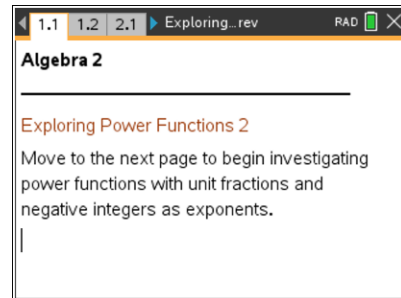 1.1 1.2 2.1 Exploring...rev RAD
Algebra 2
Exploring Power Functions 2
Move to the next page to begin investigating
power functions with unit fractions and
negative integers as exponents.